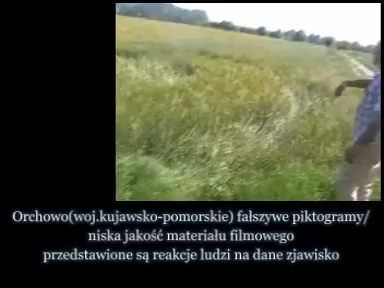 Orchowo(woj.kujawsko-pomorskie) fałszywe piktogramy/
niska jakość materiału filmowego
przedstawione są reakcje ludzi na dane zjawisko